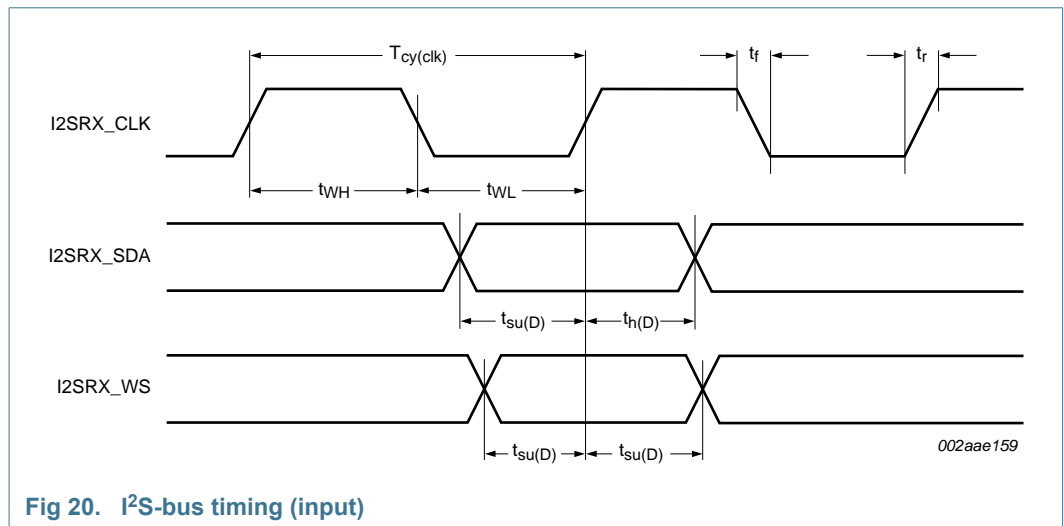 Tcy(clk)
tf
tr
I2SRX_CLK
tWH
tWL
I2SRX_SDA
tsu(D)
th(D)
I2SRX_WS
tsu(D)
tsu(D)
002aae159
Fig 20. I2S-bus timing (input)